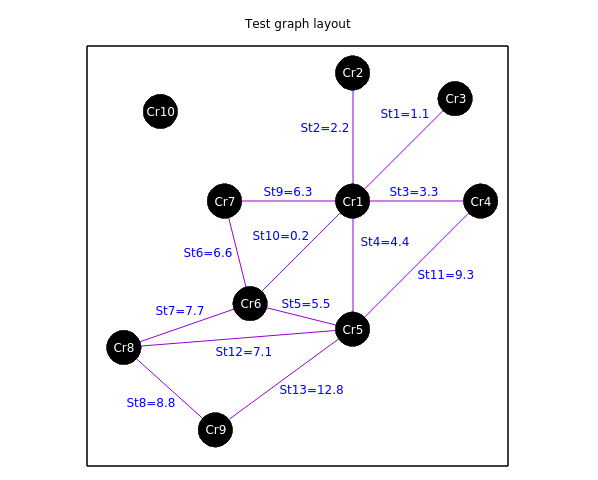 Test graph layout
Cr2
Cr3
Cr10
St1=1.1
St2=2.2
St9=6.3
St3=3.3
Cr7
Cr1
Cr4
St10=0.2
St4=4.4
St6=6.6
St11=9.3
Cr6
St5=5.5
St7=7.7
Cr5
Cr8
St12=7.1
St13=12.8
St8=8.8
Cr9